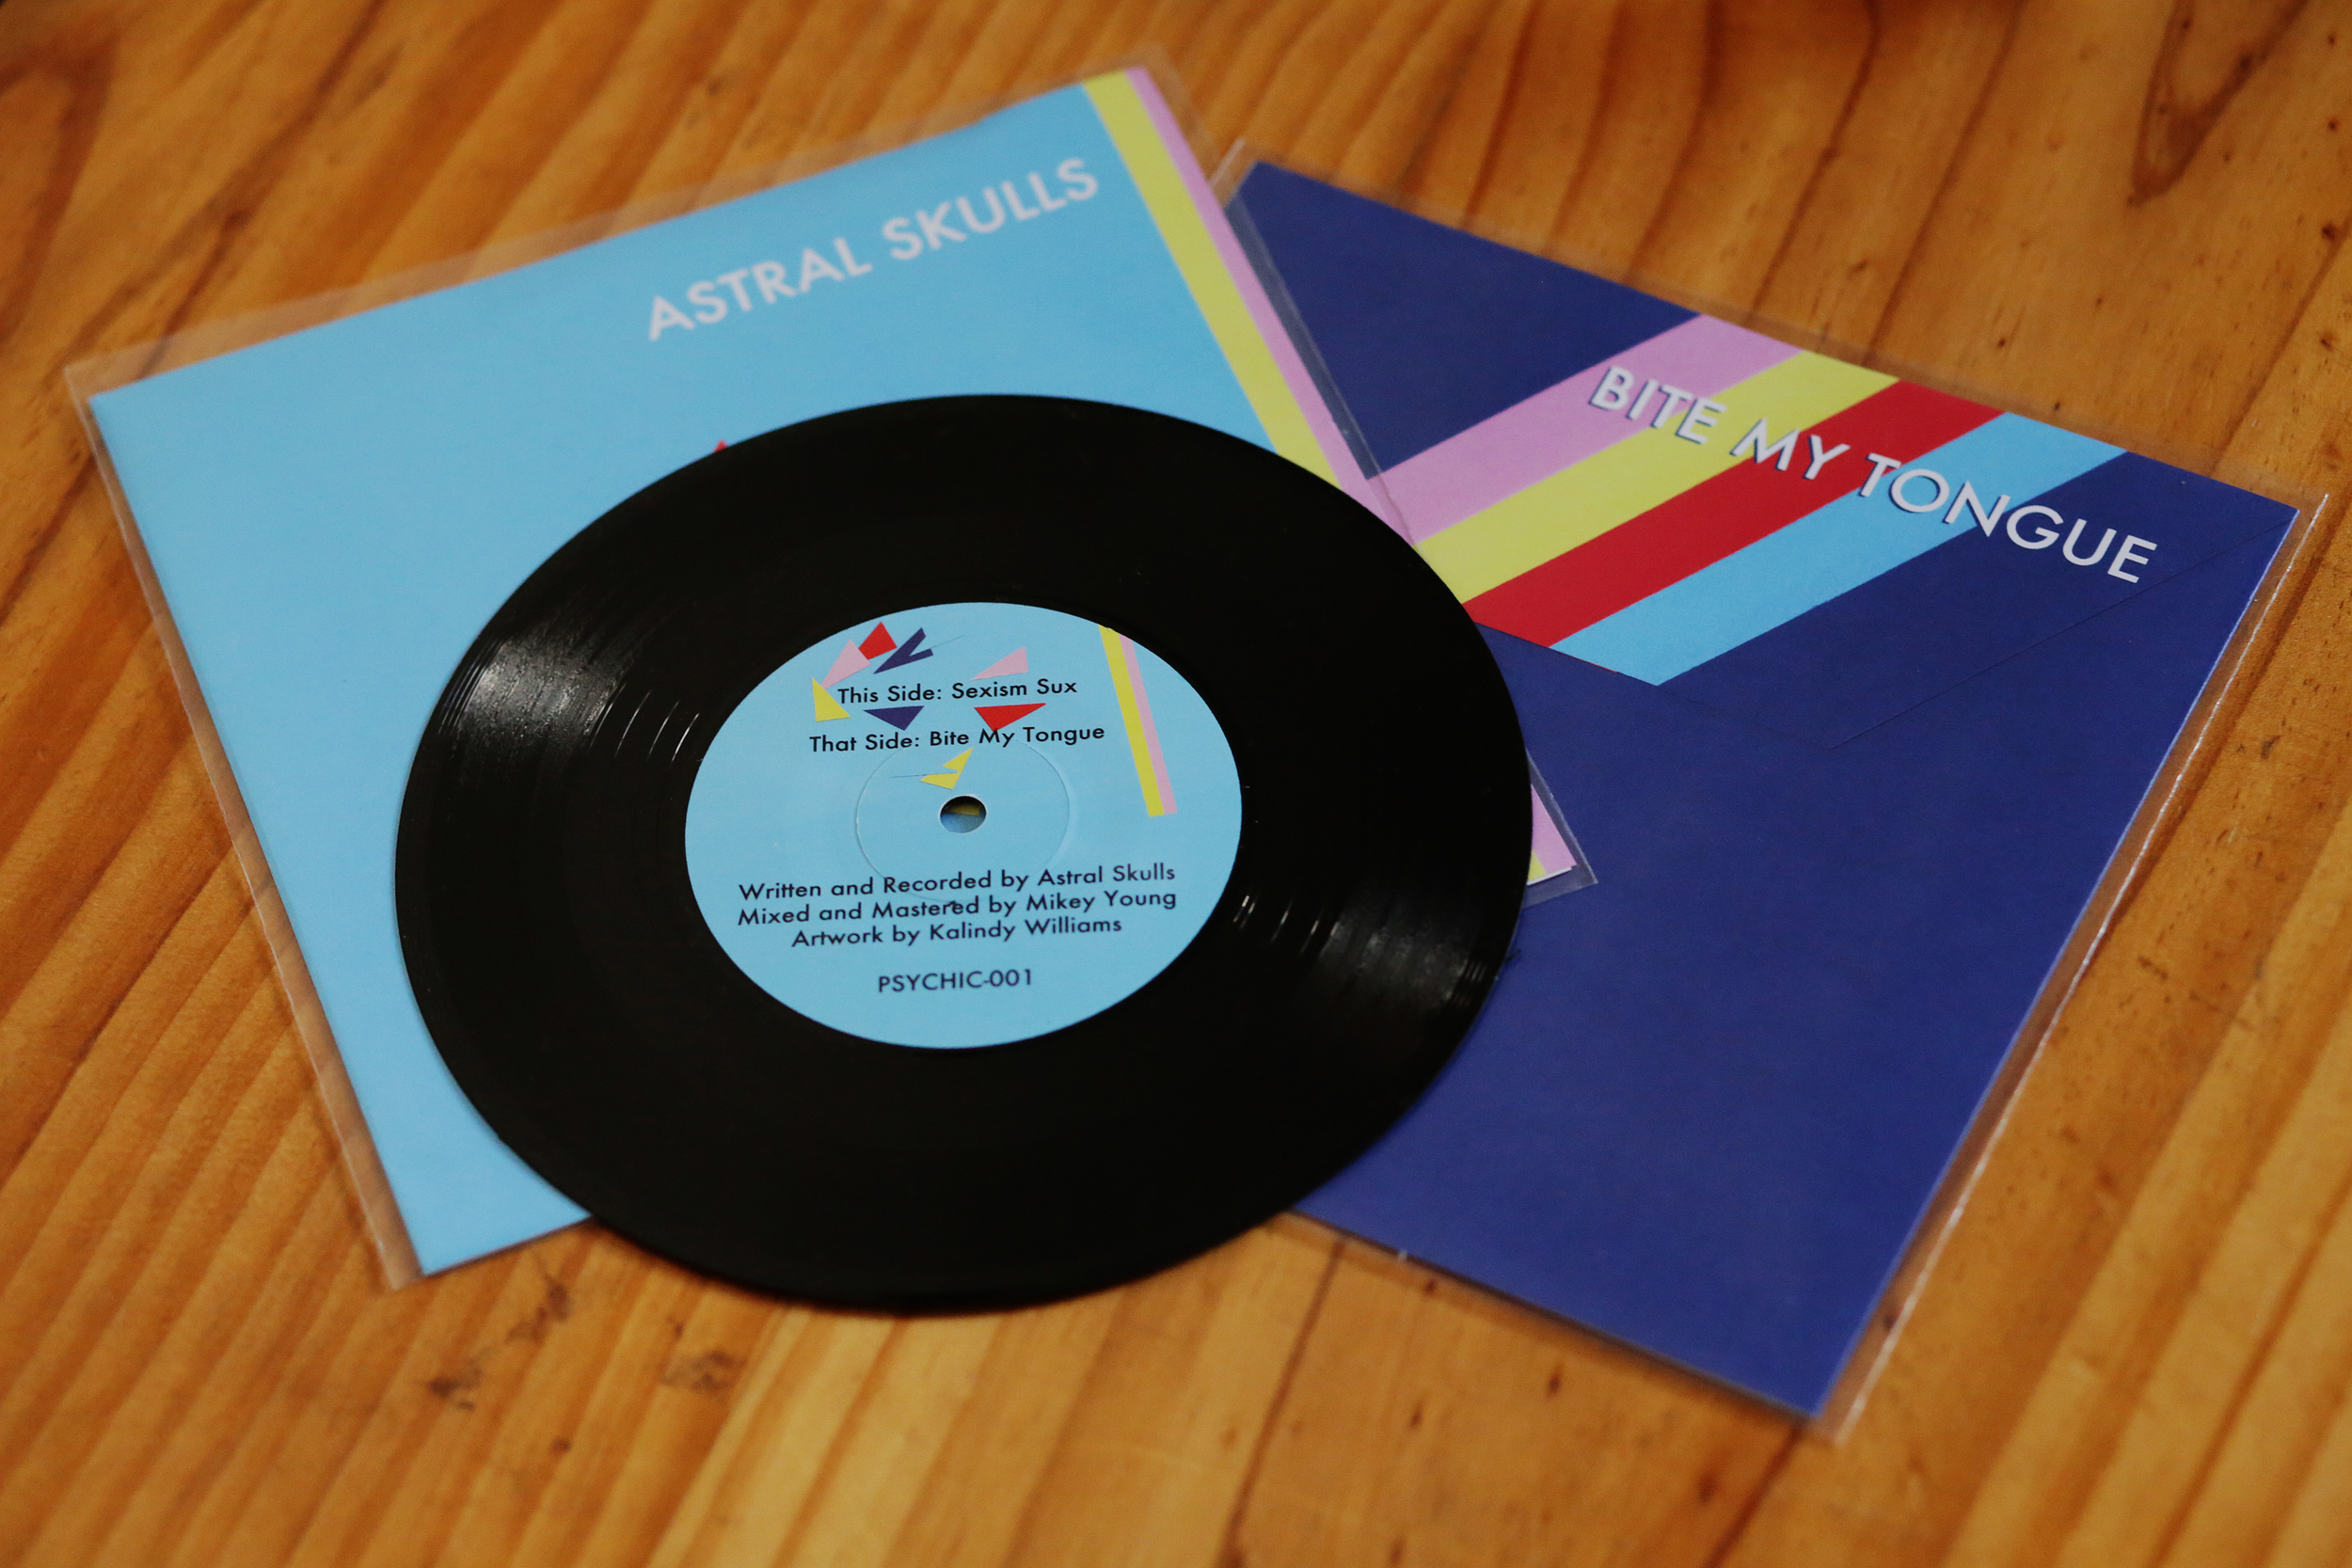 ASTRAL SKULLS
BITE MY TONGUE
This Side: Sexism Sux
That Side: Bite My Tongue
Written and Recorded by Astral Skulls
Mixed and Mastered by Mikey Young
Artwork by Kalindy Williams
PSYCHIC-001